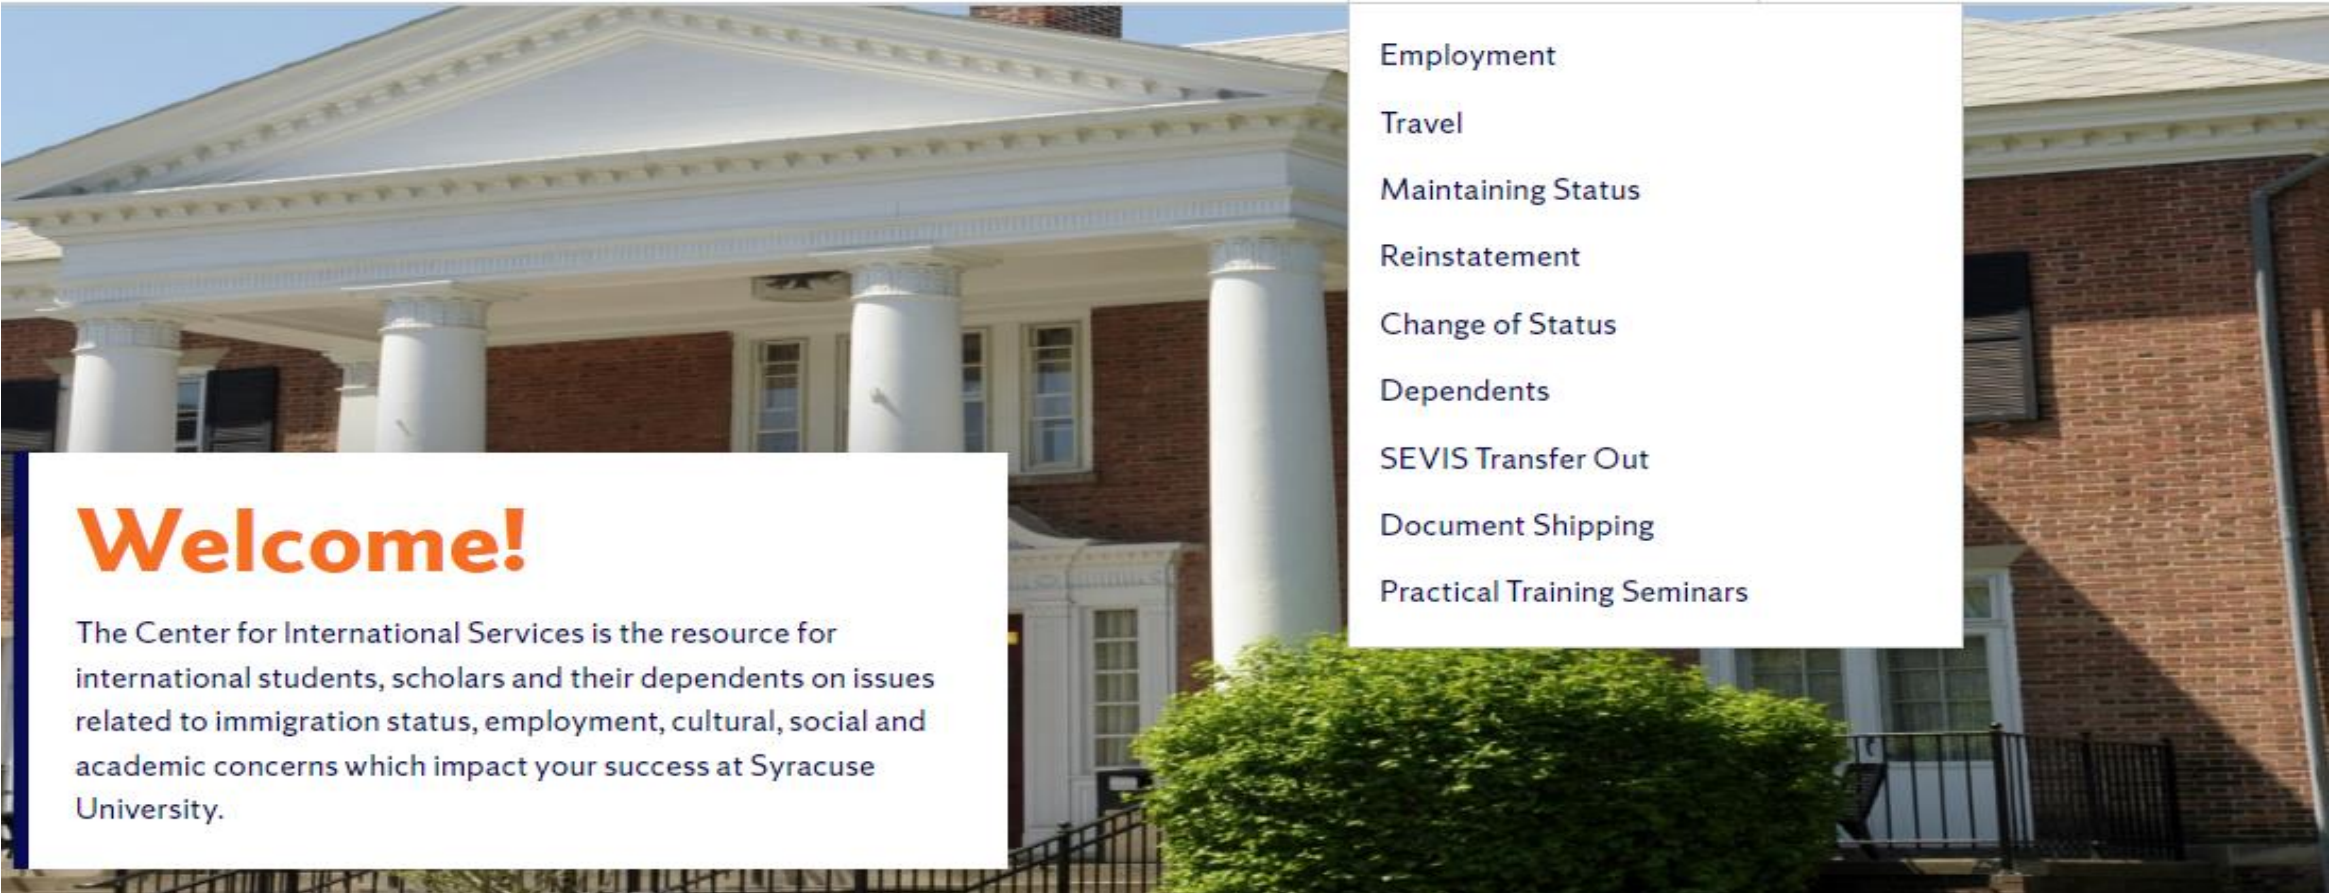 Employment
Travel
Maintaining Status
Reinstatement
Change of Status
Dependents
SEVIS Transfer Out
Document Shipping
Practical Training Seminars
Welcome!
The Center for International Services is the resource for
international students, scholars and their dependents on issues
related to immigration status, employment, cultural, social and
academic concerns which impact your success at Syracuse
University.